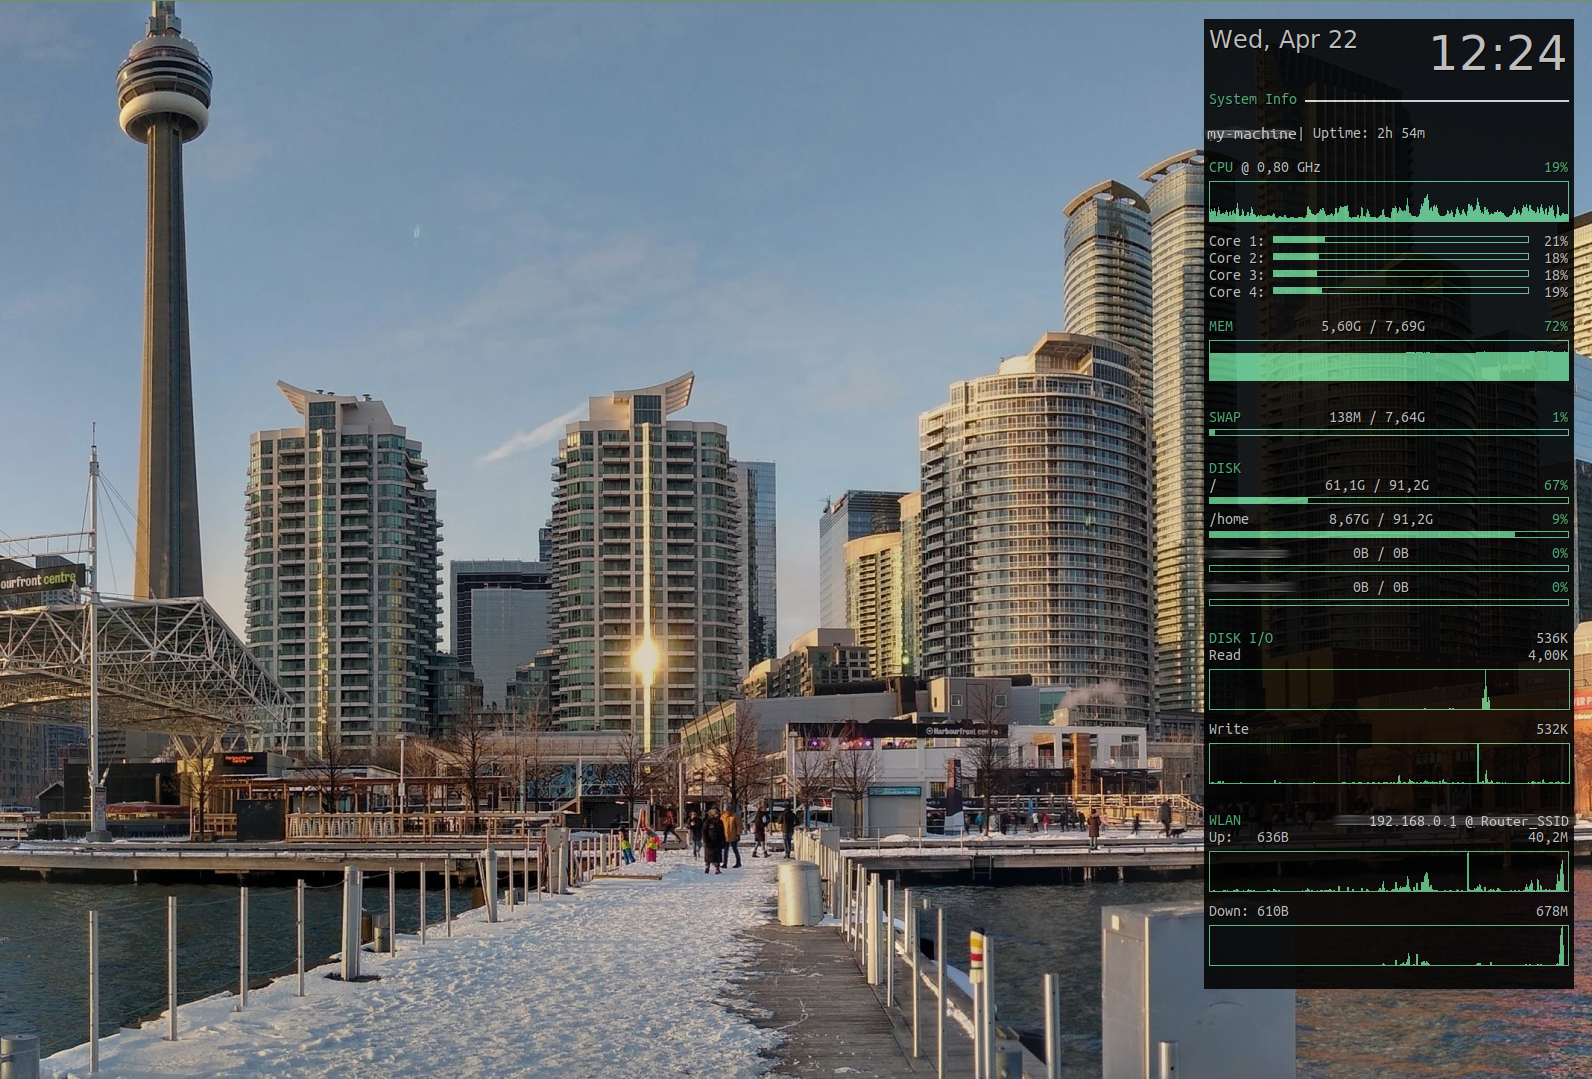 Wed, Apr 22 12:24
System Info
my-machine| Uptime: 2h 54m
CPU @ 0,80 GHz 19%
Core 1: 21%
Core 2: 18%
Core 3: 18%
Core 4: 19%
MEM 5,60G / 7,69G 72%
SWAP 138M / 7,64G 1%
DISK
/ 61,1G / 91,2G 67%
/home 8,67G / 91,2G 9%
0B / 0B 0%
0B / 0B 0%
DISK I/O 536K
Read 4,00K
Write 532K
WLAN 192.168.0.1 @ Router_SSID
Up: 636B 40,2M
Down: 610B 678M
ourfront centre
Harbourfront centre
Harbourfront
centre